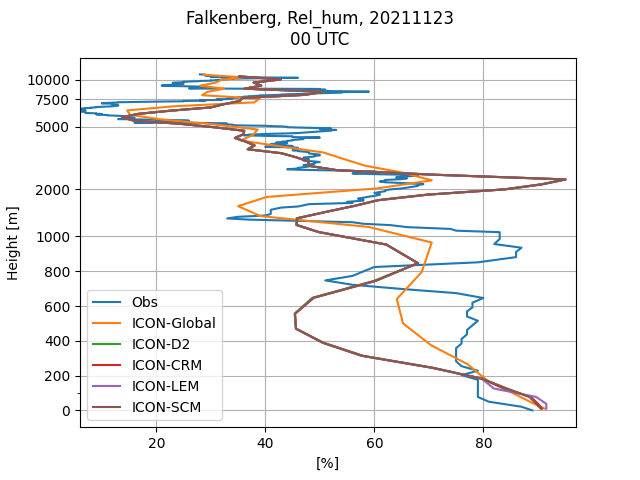 Falkenberg, Rel_hum, 20211123
00 UTC
10000
7500
5000
2000
1000
800
600
400
200
0
Height [m]
Obs
ICON-Global
ICON-D2
ICON-CRM
ICON-LEM
ICON-SCM
20
40
60
80
[%]